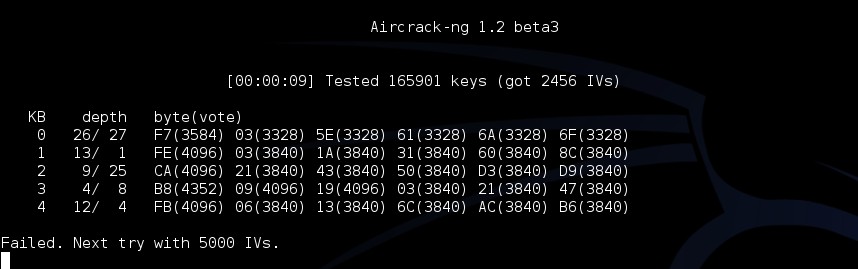 Aircrack-ng 1.2 beta3
[00:00:09] Tested 165901 keys (got 2456 IVs)
KB depth byte(vote)
0 26/ 27 F7(3584) 03(3328) 5E(3328) 61(3328) 6A(3328) 6F(3328)
1 13/ 1 FE(4096) 03(3840) 1A(3840) 31(3840) 60(3840) 8C(3840)
2 9/ 25 CA(4096) 21(3840) 43(3840) 50(3840) D3(3840) D9(3840)
3 4/ 8 B8(4352) 09(4096) 19(4096) 03(3840) 21(3840) 47(3840)
4 12/ 4 FB(4096) 06(3840) 13(3840) 6C(3840) AC(3840) B6(3840)
Failed. Next try with 5000 IVs.